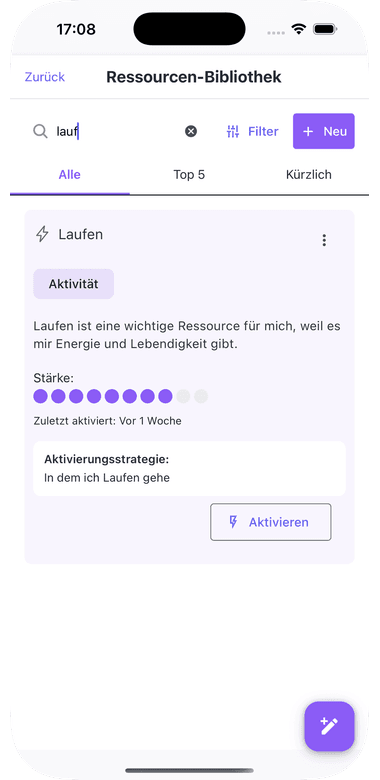 17:08
Zurück
Ressourcen-Bibliothek
lauf
Filter
+ Neu
Alle
Top 5
Kürzlich
Laufen
Aktivität
Laufen ist eine wichtige Ressource für mich, weil es
mir Energie und Lebendigkeit gibt.
Stärke:
Zuletzt aktiviert: Vor 1 Woche
Aktivierungsstrategie:
In dem ich Laufen gehe
Aktivieren